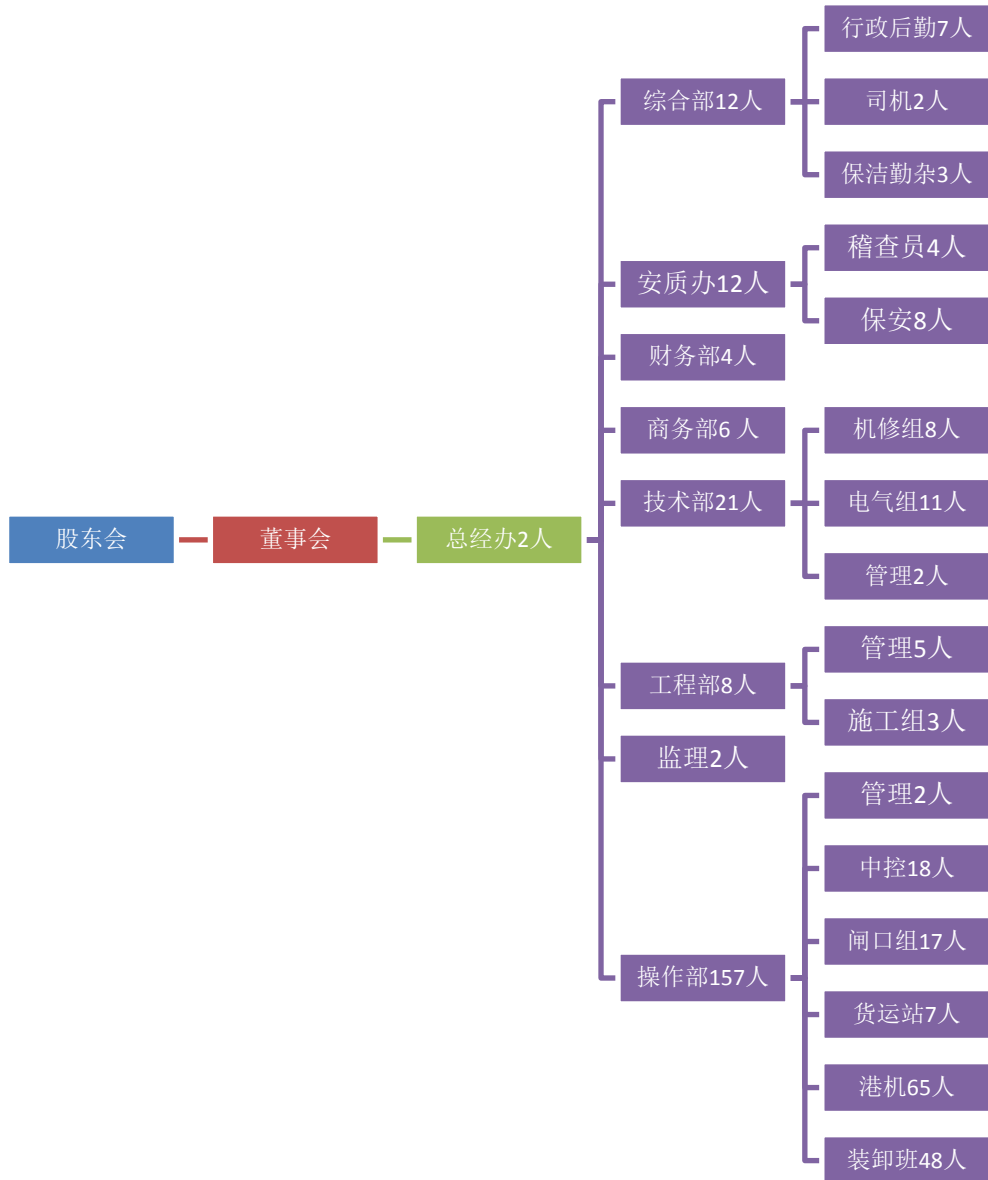 股东会
董事会
总经办2人
综合部12人
行政后勤7人
司机2人
保洁勤杂3人
安质办12人
稽查员4人
保安8人
财务部4人
商务部6 人
技术部21人
机修组8人
电气组11人
管理2人
工程部8人
管理5人
施工组3人
监理2人
操作部157人
管理2人
中控18人
闸口组17人
货运站7人
港机65人
装卸班48人